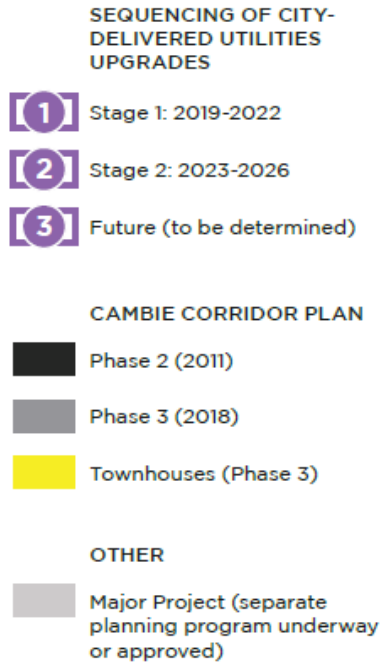 SEQUENCING OF CITY-
DELIVERED UTILITIES
UPGRADES
1 Stage 1: 2019-2022
2 Stage 2: 2023-2026
3 Future (to be determined)
CAMBIE CORRIDOR PLAN
Phase 2 (2011)
Phase 3 (2018)
Townhouses (Phase 3)
OTHER
Major Project (separate
planning program underway
or approved)